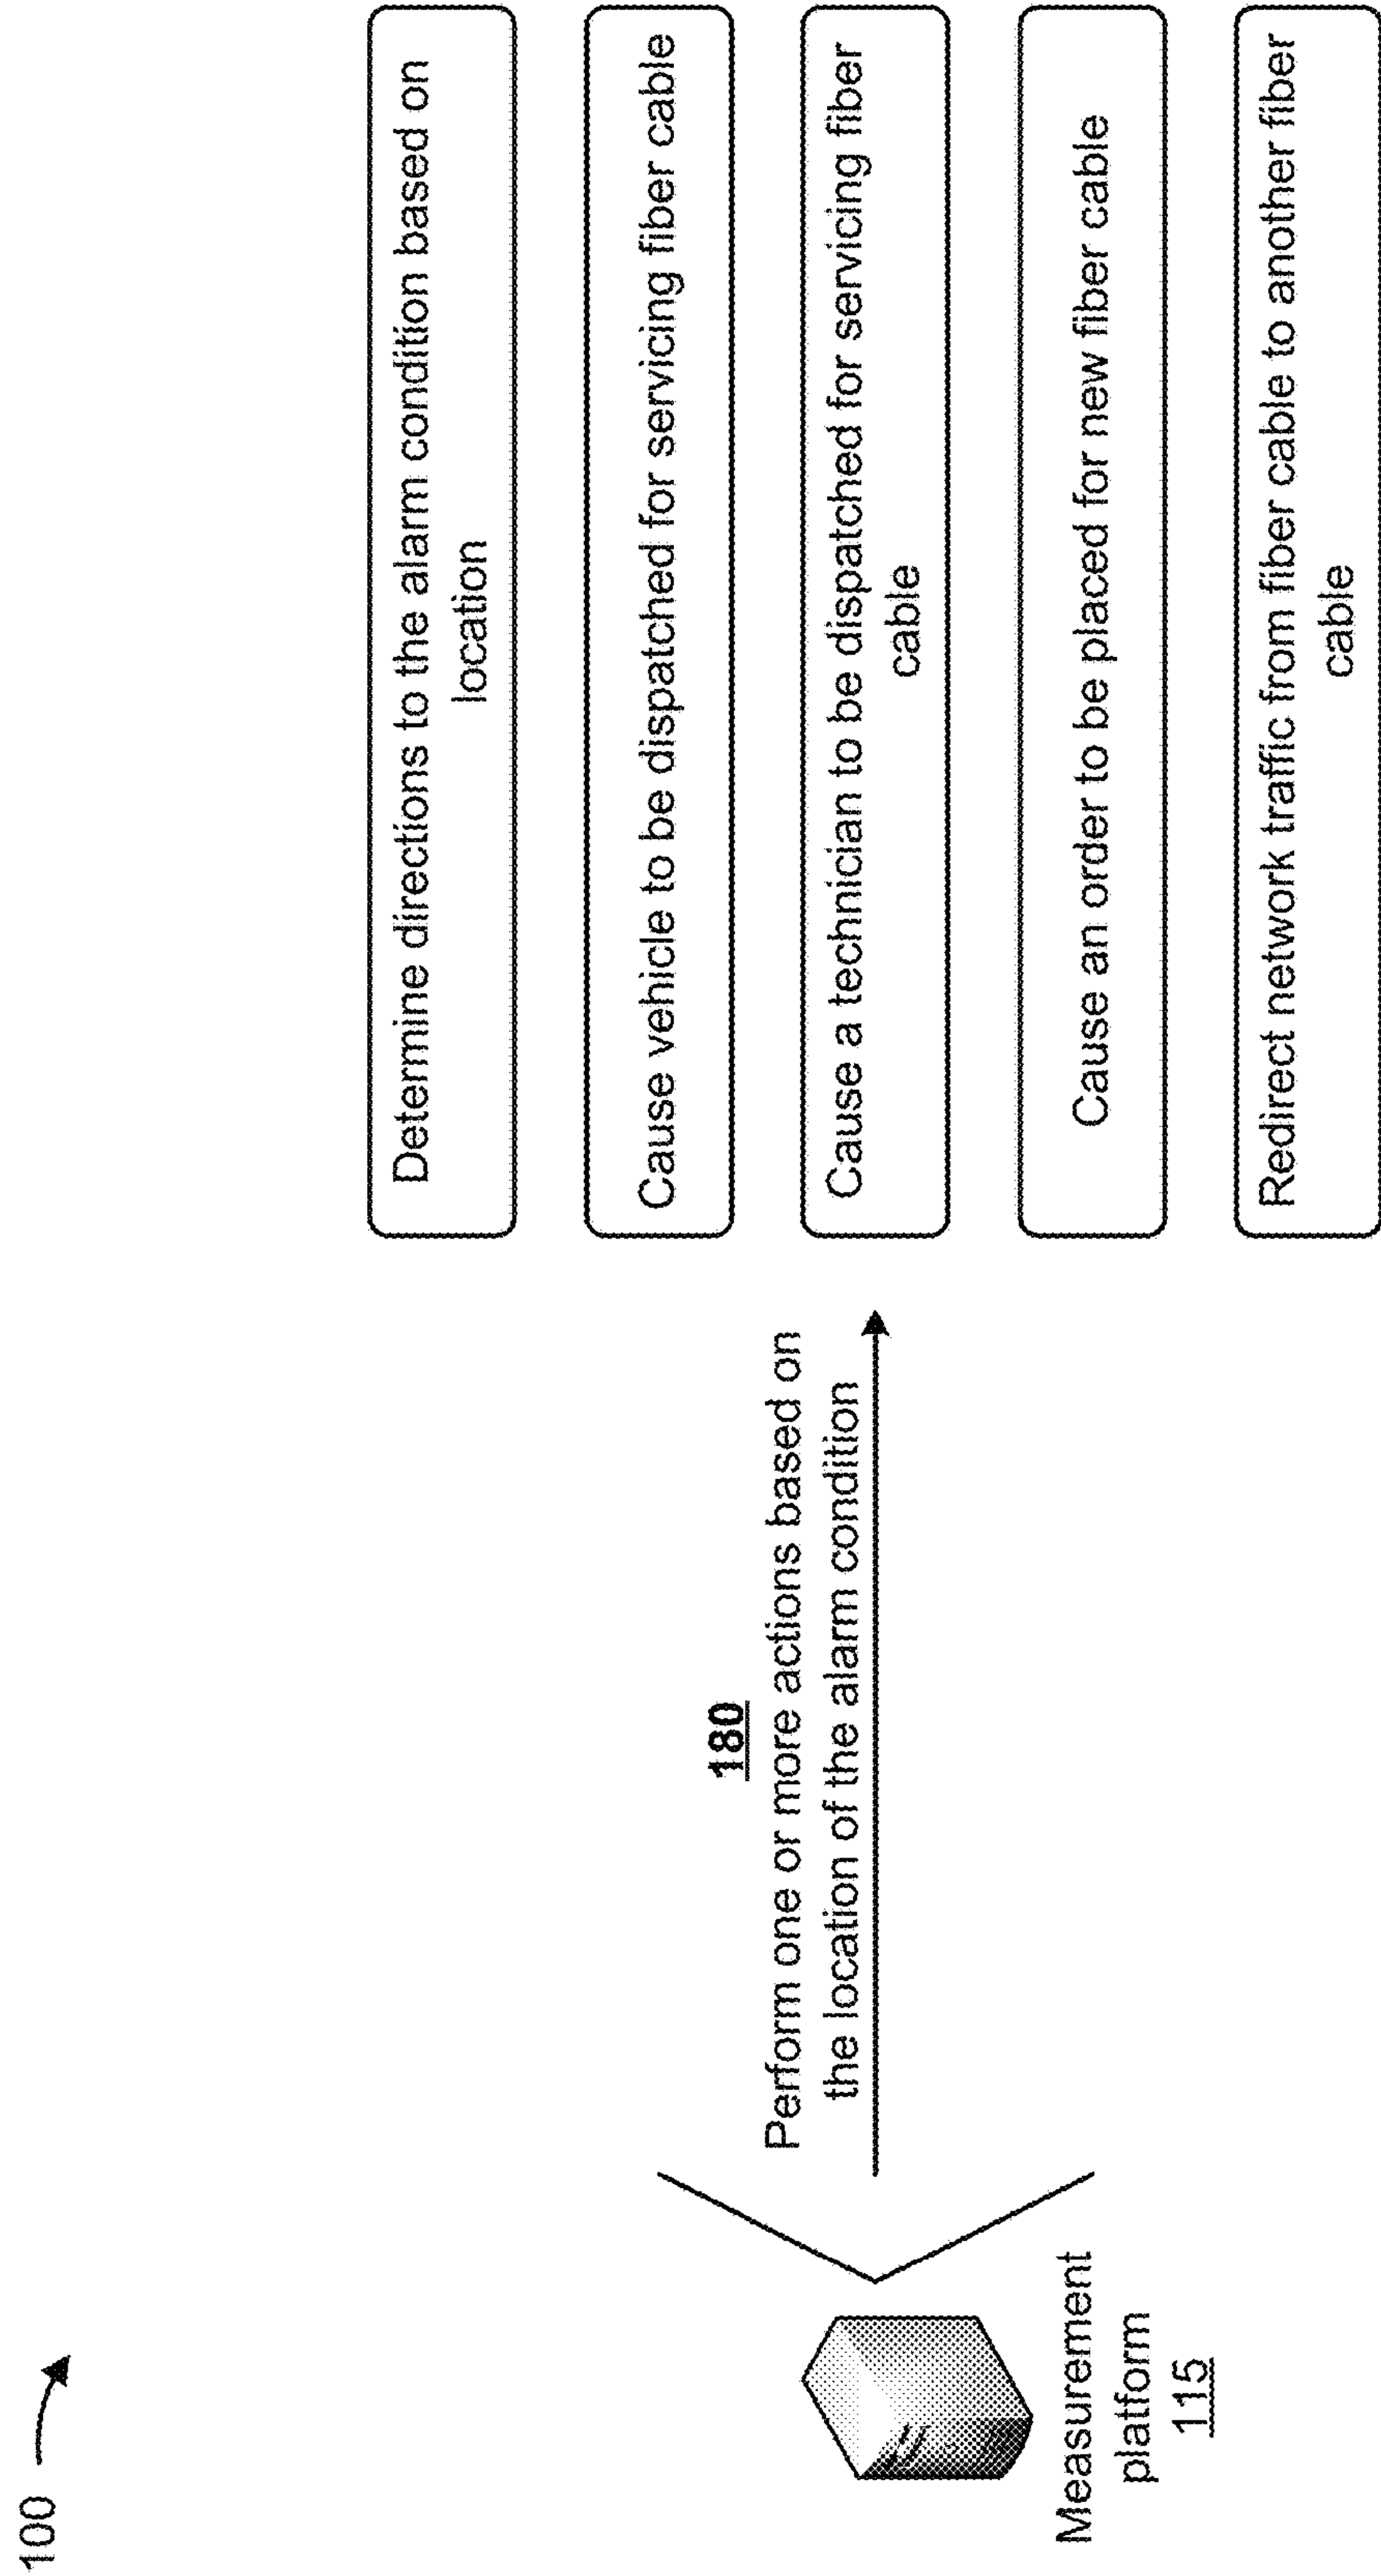 100
Measurement
platform
115
180
Perform one or more actions based on
the location of the alarm condition
Determine directions to the alarm condition based on
location
Cause vehicle to be dispatched for servicing fiber cable
Cause a technician to be dispatched for servicing fiber
cable
Cause an order to be placed for new fiber cable
Redirect network traffic from fiber cable to another fiber
cable